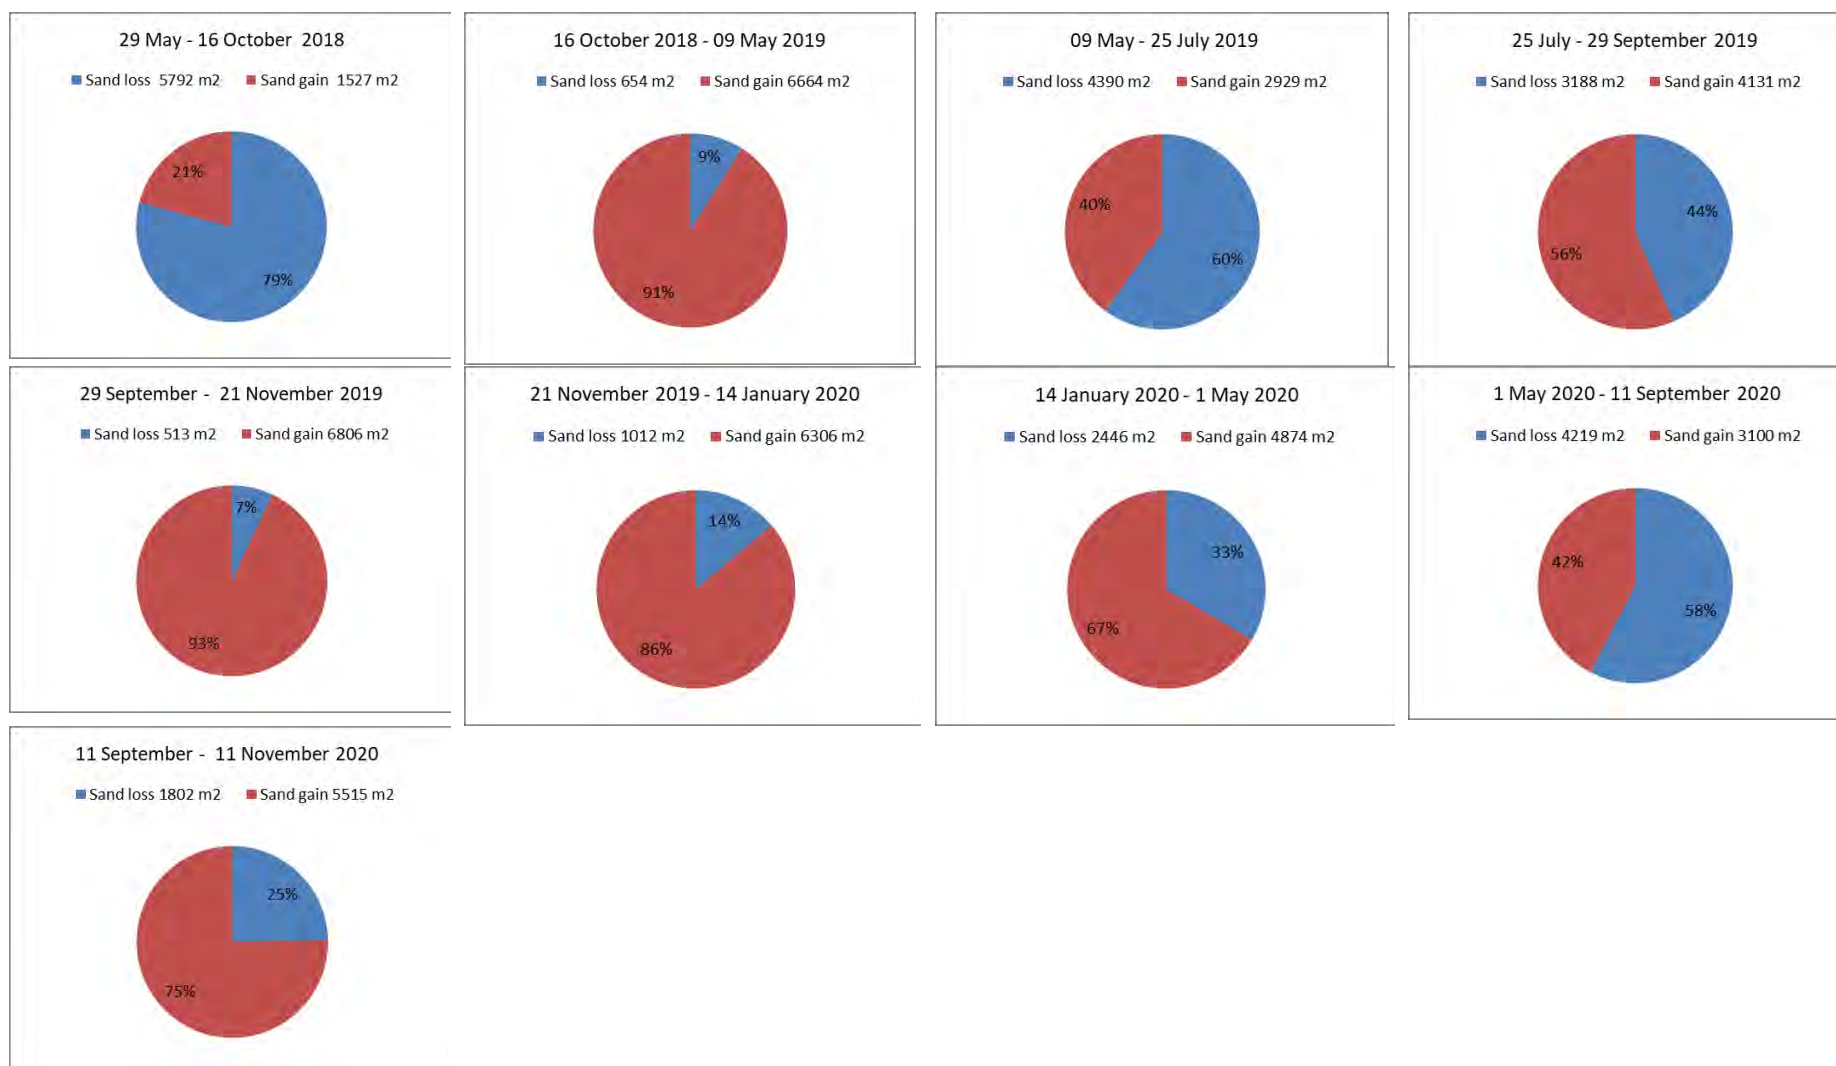 29 May - 16 October 2018
Sand loss 5792 m2 Sand gain 1527 m2
21%
79%
16 October 2018 - 09 May 2019
Sand loss 654 m2 Sand gain 6664 m2
9%
91%
09 May - 25 July 2019
Sand loss 4390 m2 Sand gain 2929 m2
40%
60%
25 July - 29 September 2019
Sand loss 3188 m2 Sand gain 4131 m2
44%
56%
29 September - 21 November 2019
Sand loss 513 m2 Sand gain 6806 m2
7%
93%
21 November 2019 - 14 January 2020
Sand loss 1012 m2 Sand gain 6306 m2
14%
86%
14 January 2020 - 1 May 2020
Sand loss 2446 m2 Sand gain 4874 m2
33%
67%
1 May 2020 - 11 September 2020
Sand loss 4219 m2 Sand gain 3100 m2
42%
58%
11 September - 11 November 2020
Sand loss 1802 m2 Sand gain 5515 m2
25%
75%